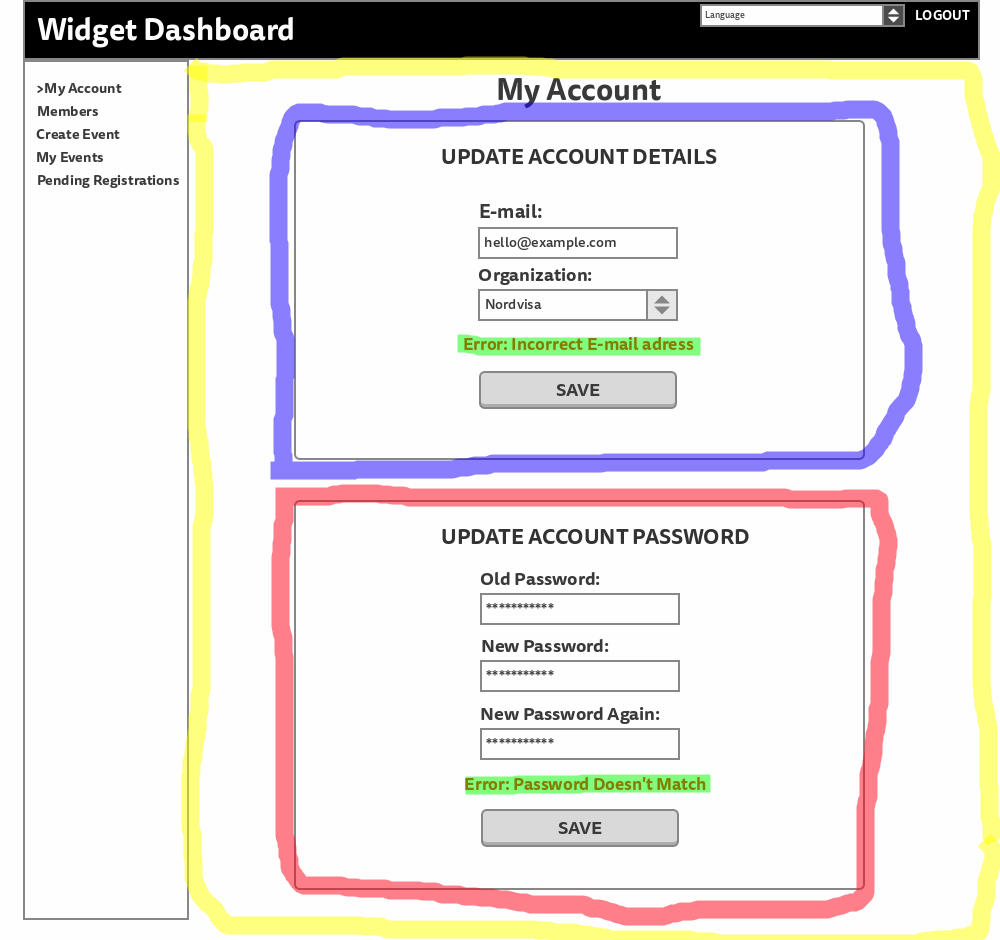 Widget Dashboard
Language
LOGOUT
>My Account
Members
Create Event
My Events
Pending Registrations
My Account
UPDATE ACCOUNT DETAILS
E-mail:
hello@example.com
Organization:
Nordvisa
Error: Incorrect E-mail adress
SAVE
UPDATE ACCOUNT PASSWORD
Old Password:
***********
New Password:
***********
New Password Again:
***********
Error: Password Doesn't Match
SAVE